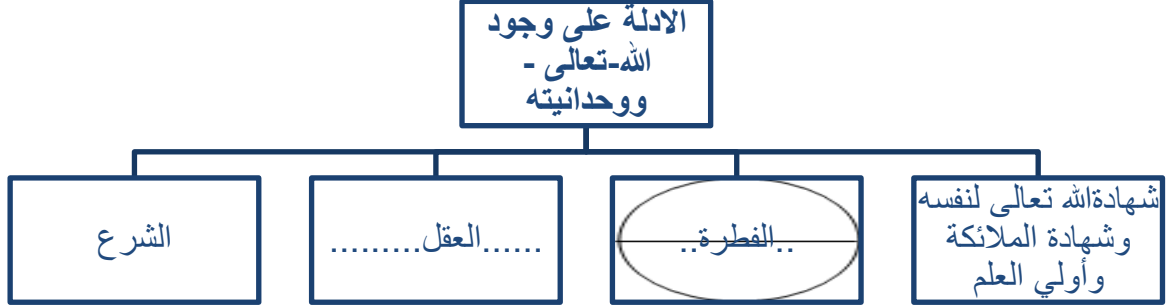 الادلة على وجود
الله-تعالى -
ووحدانيته
شهادةالله تعالى لنفسه
وشهادة الملائكة
وأولي العلم
..الفطرة..
......العقل.........
الشرع